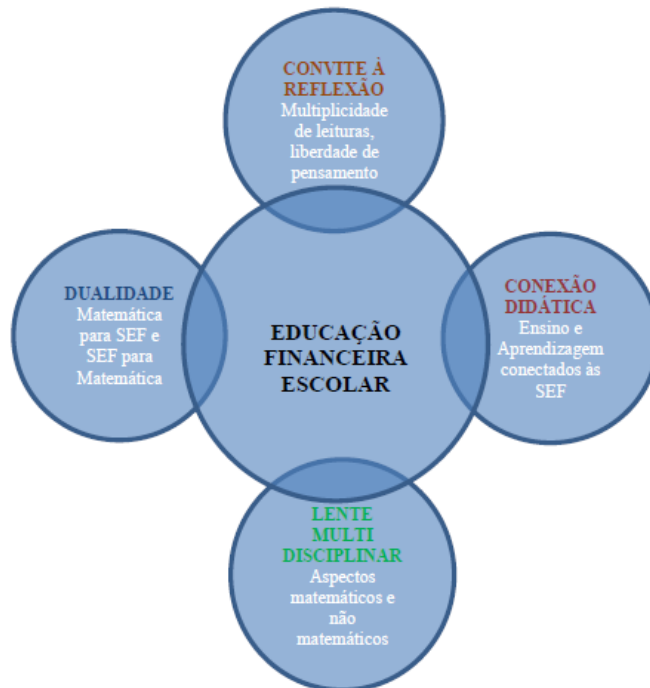 CONVITE À
REFLEXÃO
Multiplicidade
de leituras,
liberdade de
pensamento
DUALIDADE
Matemática
para SEF e
SEF para
Matemática
EDUCAÇÃO
FINANCEIRA
ESCOLAR
CONEXÃO
DIDÁTICA
Ensino e
Aprendizagem
conectados às
SEF
LENTE
MULTI
DISCIPLINAR
Aspectos
matemáticos e
não
matemáticos